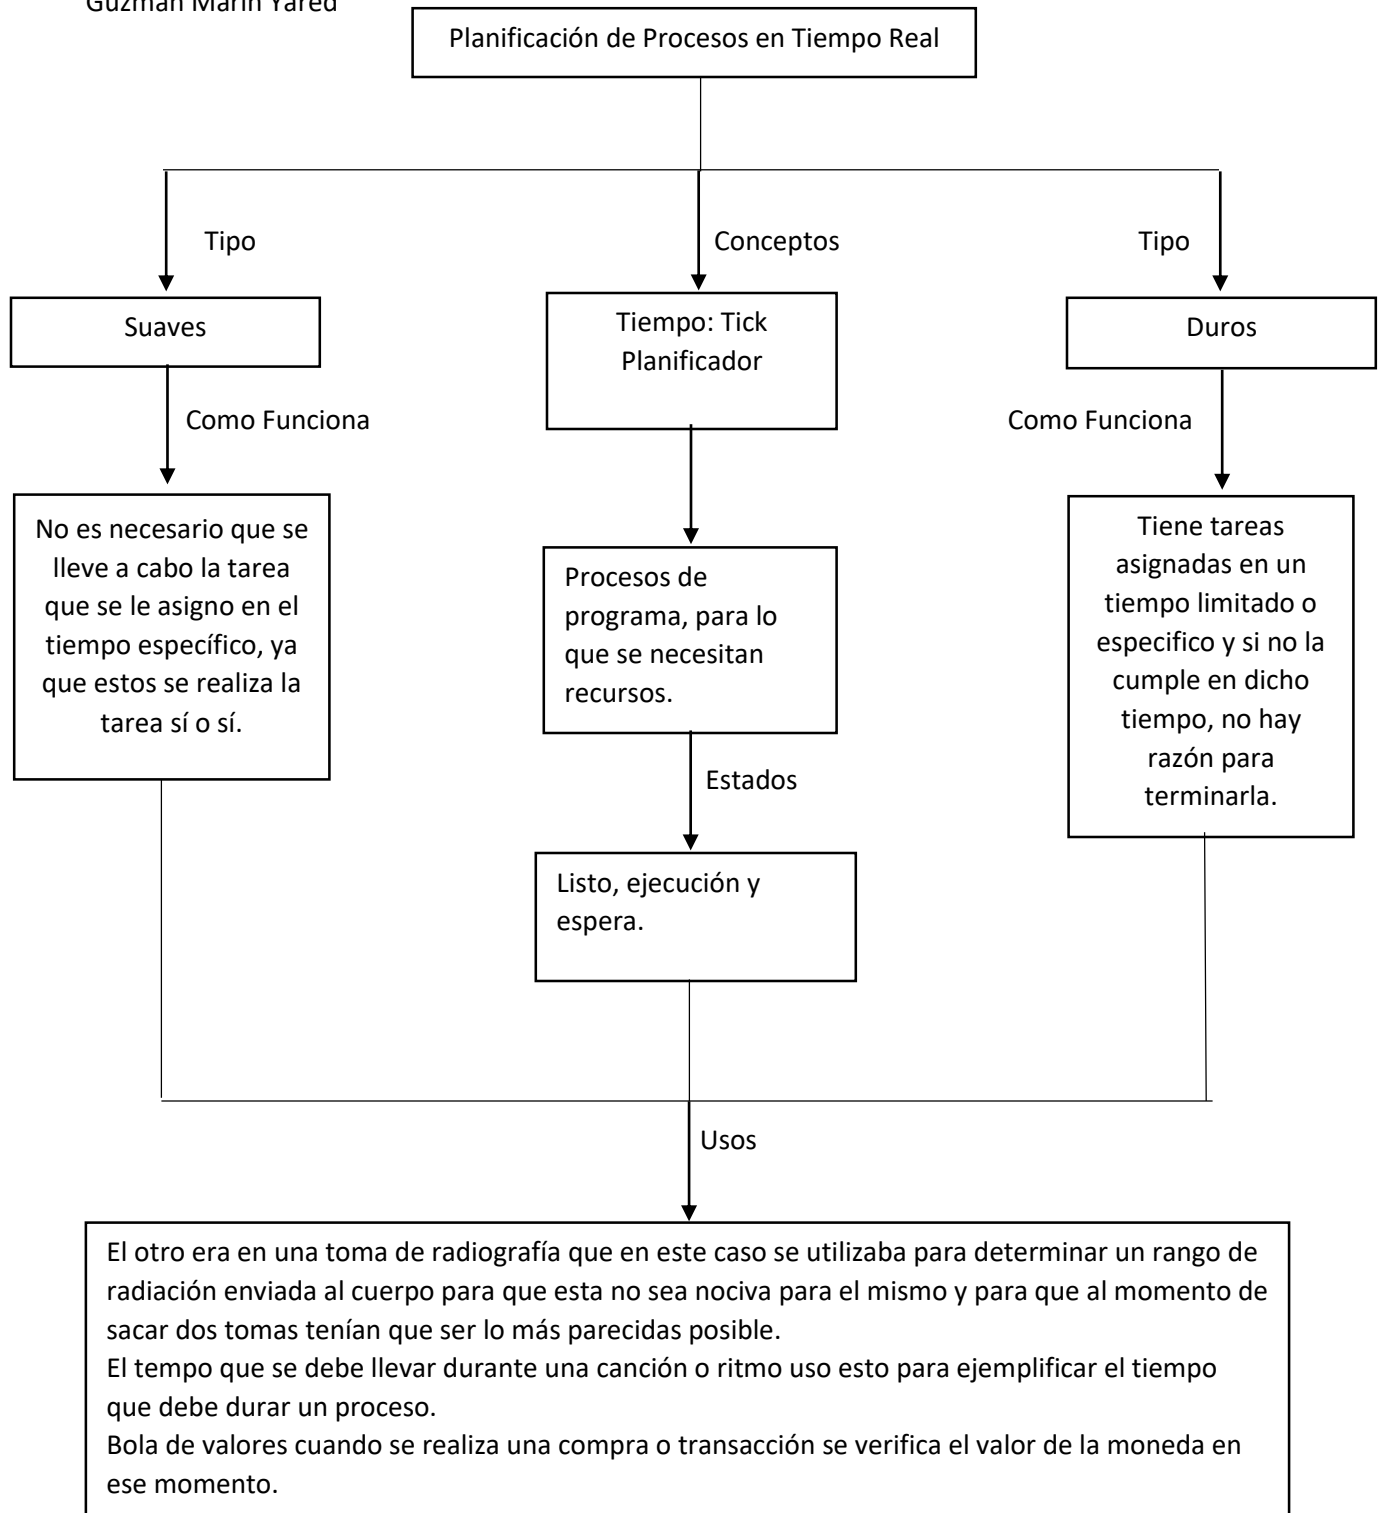 Guzmán Marín Yared
Planificación de Procesos en Tiempo Real
Tipo
Conceptos
Tipo
Suaves
Tiempo: Tick
Planificador
Duros
Como Funciona
Como Funciona
No es necesario que se
lleve a cabo la tarea
que se le asigno en el
tiempo específico, ya
que estos se realiza la
tarea sí o sí.
Procesos de
programa, para lo
que se necesitan
recursos.
Tiene tareas
asignadas en un
tiempo limitado o
especifico y si no la
cumple en dicho
tiempo, no hay
razón para
terminarla.
Estados
Listo, ejecución y
espera.
Usos
El otro era en una toma de radiografía que en este caso se utilizaba para determinar un rango de
radiación enviada al cuerpo para que esta no sea nociva para el mismo y para que al momento de
sacar dos tomas tenían que ser lo más parecidas posible.
El tempo que se debe llevar durante una canción o ritmo uso esto para ejemplificar el tiempo
que debe durar un proceso.
Bola de valores cuando se realiza una compra o transacción se verifica el valor de la moneda en
ese momento.